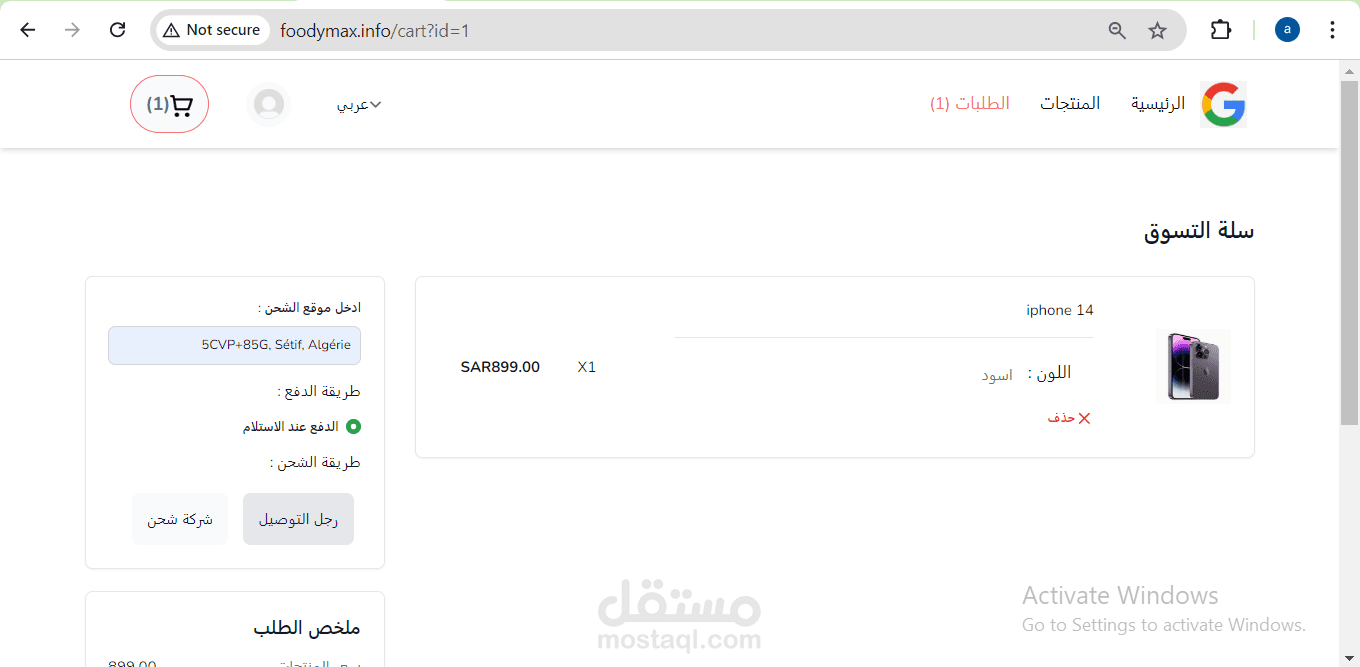 Not secure
foodymax.info/cart?id=1
a
الرئيسية
المنتجات
الطلبات (1)
عربي
(1)
سلة التسوق
iphone 14
اللون : اسود
حذف
X1
SAR899.00
ادخل موقع الشحن :
5CVP+85G, Sétif, Algérie
طريقة الدفع :
الدفع عند الاستلام
طريقة الشحن :
رجل التوصيل
شركة شحن
ملخص الطلب
899.00
مستقل
mostaql.com
Activate Windows
Go to Settings to activate Windows.